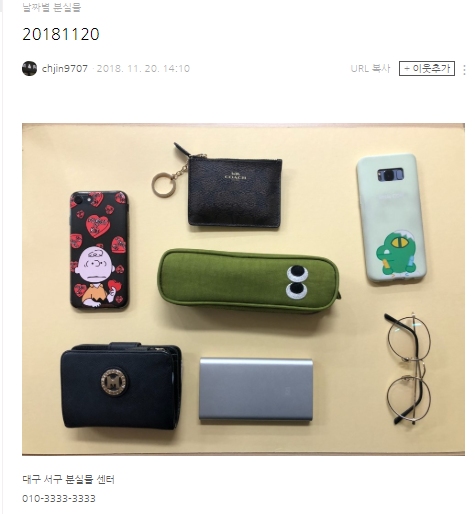 날짜별 분실물
20181120
chjin9707 · 2018. 11. 20. 14:10
URL 복사
+ 이웃추가
COACH
M
대구 서구 분실물 센터
010-3333-3333